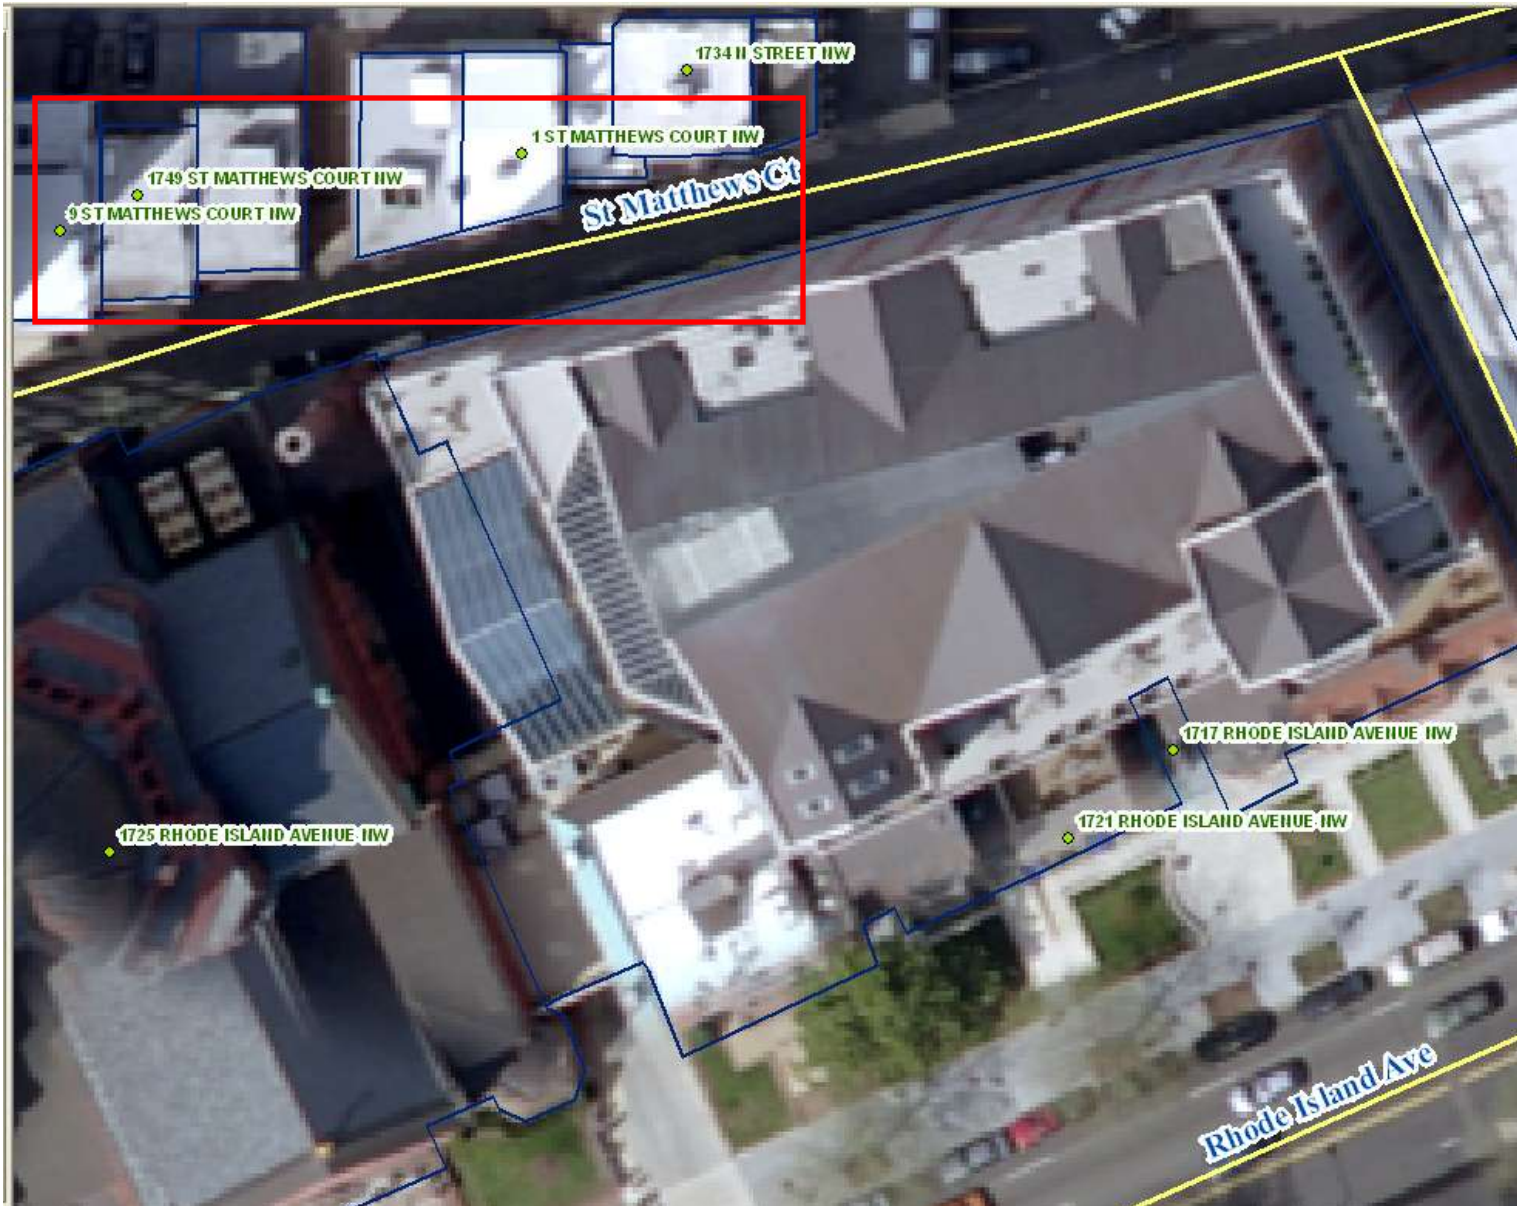 1734 N STREET NW
1 ST MATTHEWS COURT NW
1749 ST MATTHEWS COURT NW
9 ST MATTHEWS COURT NW
St Matthews Ct
1717 RHODE ISLAND AVENUE NW
1721 RHODE ISLAND AVENUE NW
1725 RHODE ISLAND AVENUE NW
Rhode Island Ave